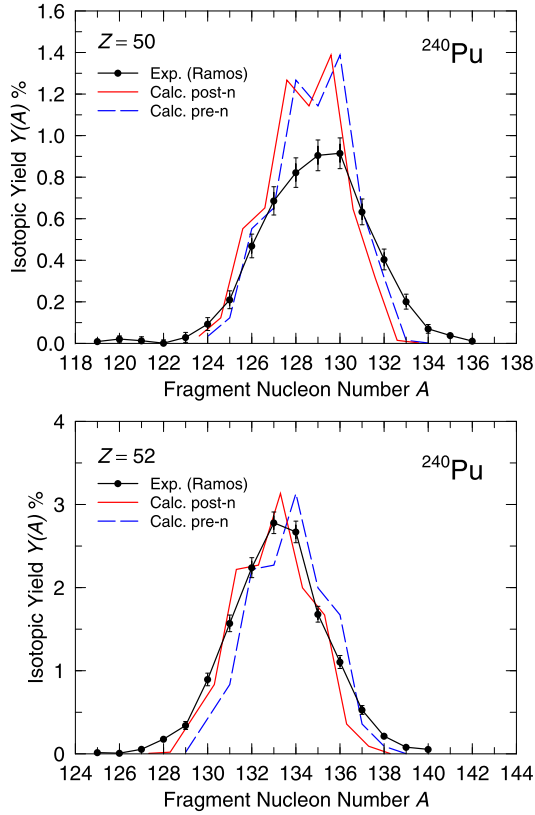 Z = 50
²⁴⁰Pu
Exp. (Ramos)
Calc. post-n
Calc. pre-n
Isotopic Yield Y(A) %
1.6
1.4
1.2
1.0
0.8
0.6
0.4
0.2
0.0
118 120 122 124 126 128 130 132 134 136 138
Fragment Nucleon Number A
Z = 52
²⁴⁰Pu
Exp. (Ramos)
Calc. post-n
Calc. pre-n
Isotopic Yield Y(A) %
4
3
2
1
0
124 126 128 130 132 134 136 138 140 142 144
Fragment Nucleon Number A